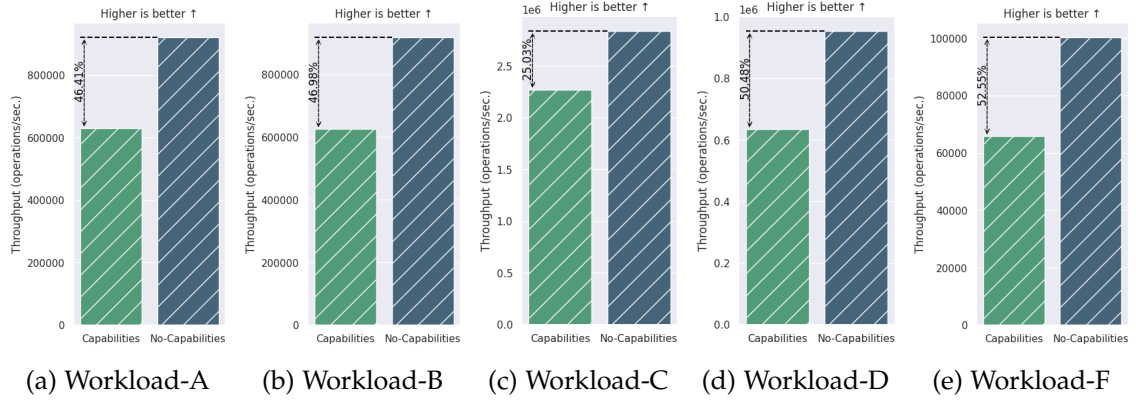 Higher is better ↑
Throughput (operations/sec.)
800000
600000
400000
200000
0
46.41%
Capabilities
No-Capabilities
(a) Workload-A
Higher is better ↑
Throughput (operations/sec.)
800000
600000
400000
200000
0
46.98%
Capabilities
No-Capabilities
(b) Workload-B
1e6
Higher is better ↑
Throughput (operations/sec.)
2.5
2.0
1.5
1.0
0.5
0.0
25.03%
Capabilities
No-Capabilities
(c) Workload-C
1e6
Higher is better ↑
Throughput (operations/sec.)
1.0
0.8
0.6
0.4
0.2
0.0
50.48%
Capabilities
No-Capabilities
(d) Workload-D
Higher is better ↑
Throughput (operations/sec.)
100000
80000
60000
40000
20000
0
52.55%
Capabilities
No-Capabilities
(e) Workload-F